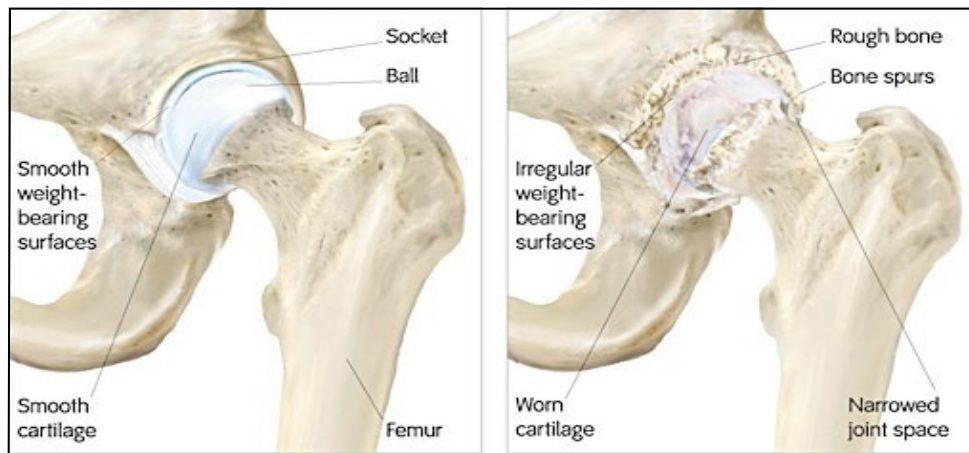 Socket
Ball
Smooth
weight-
bearing
surfaces
Smooth
cartilage
Femur
Rough bone
Bone spurs
Irregular
weight-
bearing
surfaces
Worn
cartilage
Narrowed
joint space